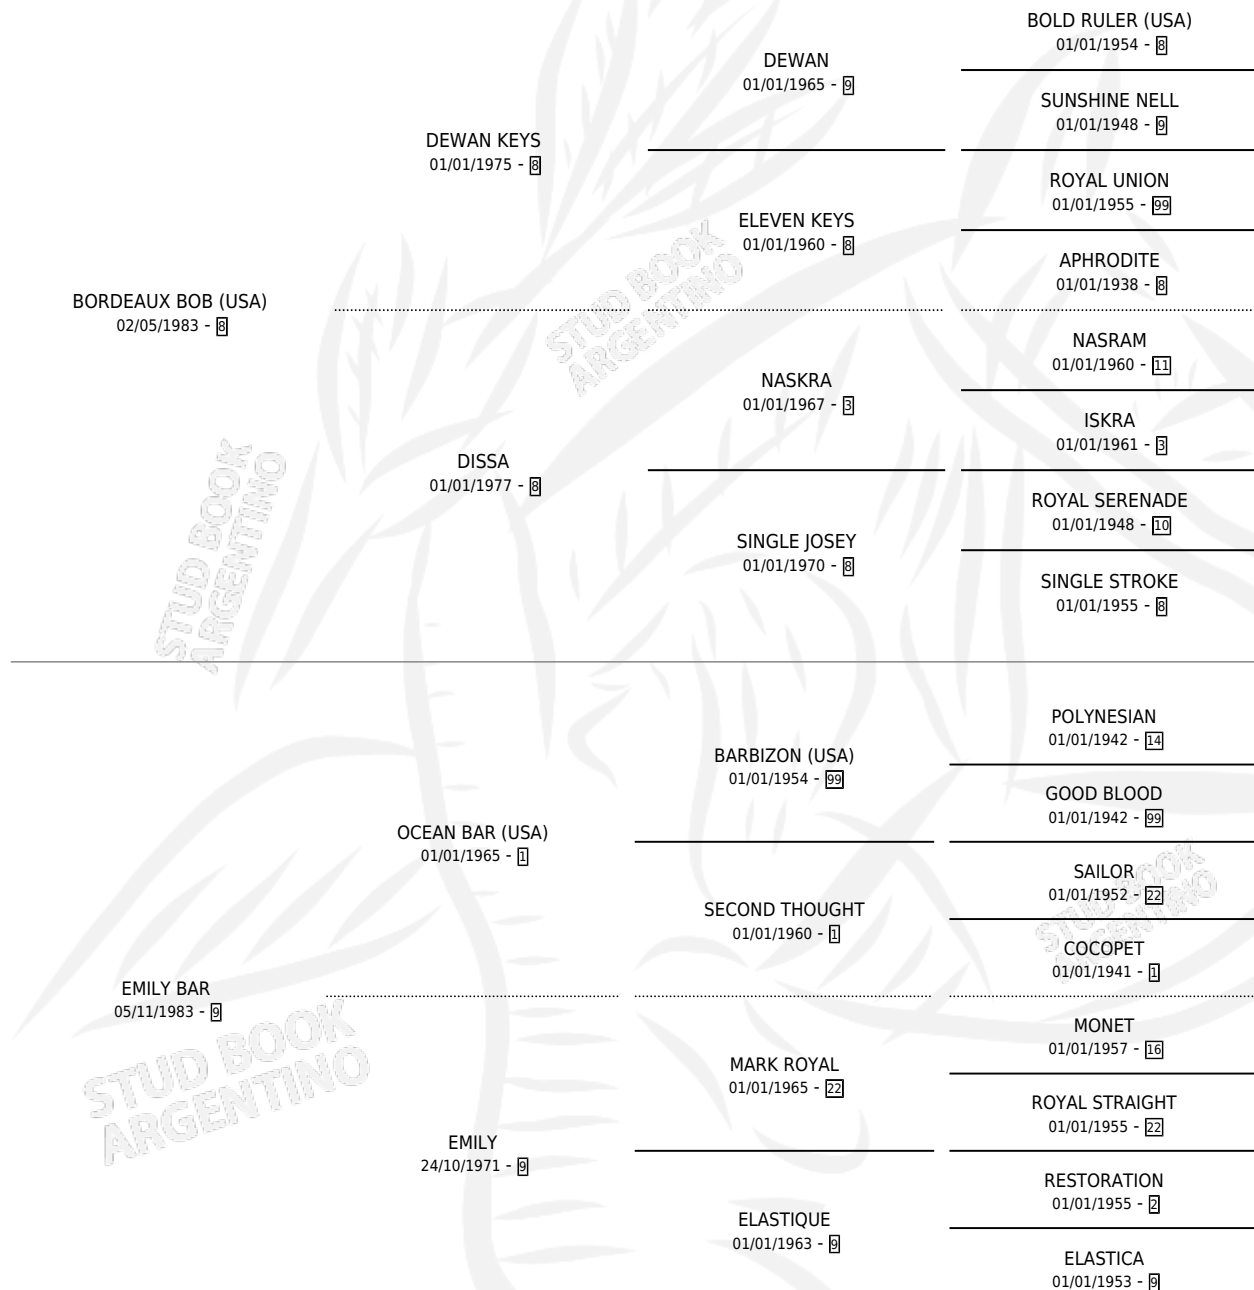 BORDEAUX BOB (USA)
02/05/1983 - 8
DEWAN KEYS
01/01/1975 - 8
DISSA
01/01/1977 - 8
DEWAN
01/01/1965 - 9
ELEVEN KEYS
01/01/1960 - 8
NASKRA
01/01/1967 - 3
SINGLE JOSEY
01/01/1970 - 8
BOLD RULER (USA)
01/01/1954 - 8
SUNSHINE NELL
01/01/1948 - 9
ROYAL UNION
01/01/1955 - 99
APHRODITE
01/01/1938 - 8
NASRAM
01/01/1960 - 11
ISKRA
01/01/1961 - 3
ROYAL SERENADE
01/01/1948 - 10
SINGLE STROKE
01/01/1955 - 8
EMILY BAR
05/11/1983 - 9
OCEAN BAR (USA)
01/01/1965 - 1
EMILY
24/10/1971 - 9
BARBIZON (USA)
01/01/1954 - 99
SECOND THOUGHT
01/01/1960 - 1
MARK ROYAL
01/01/1965 - 22
ELASTIQUE
01/01/1963 - 9
POLYNESIAN
01/01/1942 - 14
GOOD BLOOD
01/01/1942 - 99
SAILOR
01/01/1952 - 22
COCOPET
01/01/1941 - 1
MONET
01/01/1957 - 16
ROYAL STRAIGHT
01/01/1955 - 22
RESTORATION
01/01/1955 - 2
ELASTICA
01/01/1953 - 9
STUD BOOK
ARGENTINO
STUD BOOK
ARGENTINO
STUD BOOK
ARGENTINO
STUD BOOK
ARGENTINO